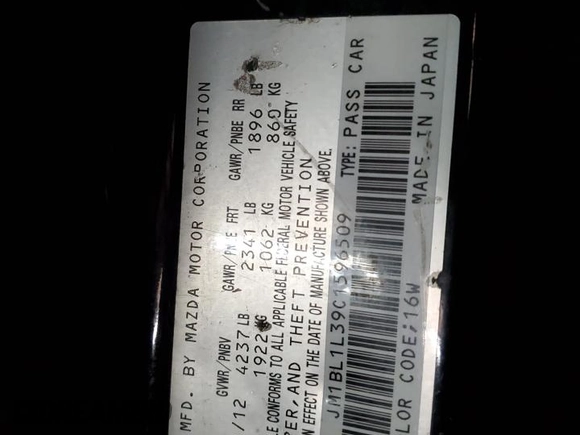 MFD. BY MAZDA MOTOR CORPORATION
GVWR/PNBV GAWR/PNBE FRT GAWR/PNBE RR
/12 4237 LB 2341 LB 1896 LB
1922 KG 1062 KG 860 KG
E CONFORMS TO ALL APPLICABLE FEDERAL MOTOR VEHICLE SAFETY
PER, AND THEFT PREVENTION
N EFFECT ON THE DATE OF MANUFACTURE SHOWN ABOVE.
JM1BL1L39C1596509 TYPE: PASS CAR
LOR CODE;16W MADE IN JAPAN